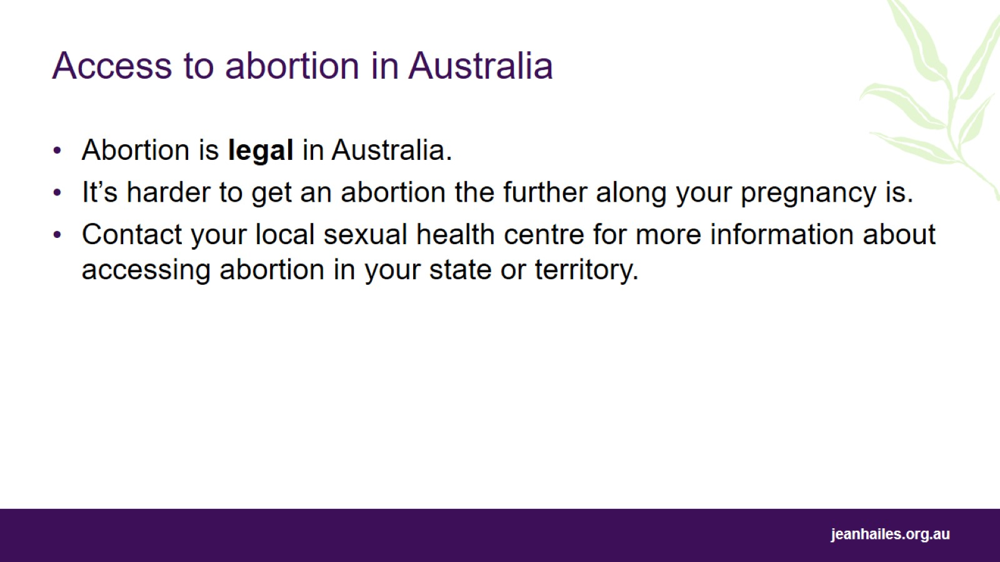 Access to abortion in Australia
• Abortion is legal in Australia.
• It’s harder to get an abortion the further along your pregnancy is.
• Contact your local sexual health centre for more information about
accessing abortion in your state or territory.
jeanhailes.org.au